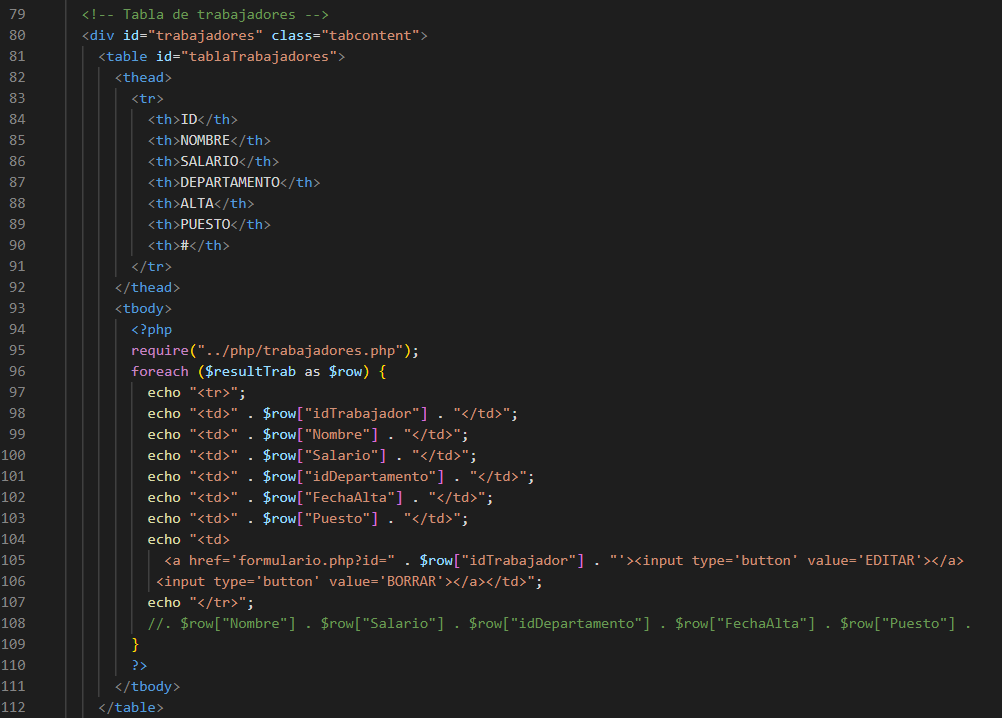 79 <!-- Tabla de trabajadores -->
80 <div id="trabajadores" class="tabcontent">
81 <table id="tablaTrabajadores">
82 <thead>
83 <tr>
84 <th>ID</th>
85 <th>NOMBRE</th>
86 <th>SALARIO</th>
87 <th>DEPARTAMENTO</th>
88 <th>ALTA</th>
89 <th>PUESTO</th>
90 <th>#</th>
91 </tr>
92 </thead>
93 <tbody>
94 <?php
95 require("../php/trabajadores.php");
96 foreach ($resultTrab as $row) {
97 echo "<tr>";
98 echo "<td>" . $row["idTrabajador"] . "</td>";
99 echo "<td>" . $row["Nombre"] . "</td>";
100 echo "<td>" . $row["Salario"] . "</td>";
101 echo "<td>" . $row["idDepartamento"] . "</td>";
102 echo "<td>" . $row["FechaAlta"] . "</td>";
103 echo "<td>" . $row["Puesto"] . "</td>";
104 echo "<td>
105 <a href='formulario.php?id=" . $row["idTrabajador"] . "'><input type='button' value='EDITAR'></a>
106 <input type='button' value='BORRAR'></a></td>";
107 echo "</tr>";
108 //. $row["Nombre"] . $row["Salario"] . $row["idDepartamento"] . $row["FechaAlta"] . $row["Puesto"] .
109 }
110 ?>
111 </tbody>
112 </table>